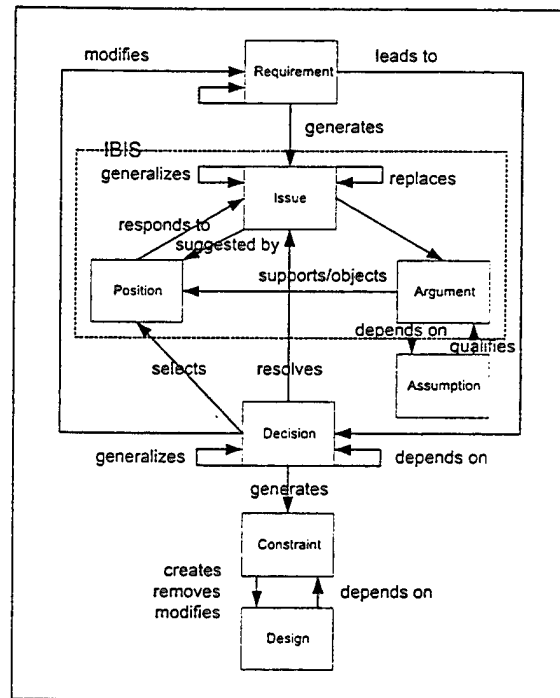 modifies
leads to
Requirement
generates
IBIS
generalizes
replaces
Issue
responds to
suggested by
supports/objects
Position
Argument
depends on
qualifies
selects
resolves
Assumption
Decision
generalizes
depends on
generates
Constraint
creates
removes
modifies
depends on
Design